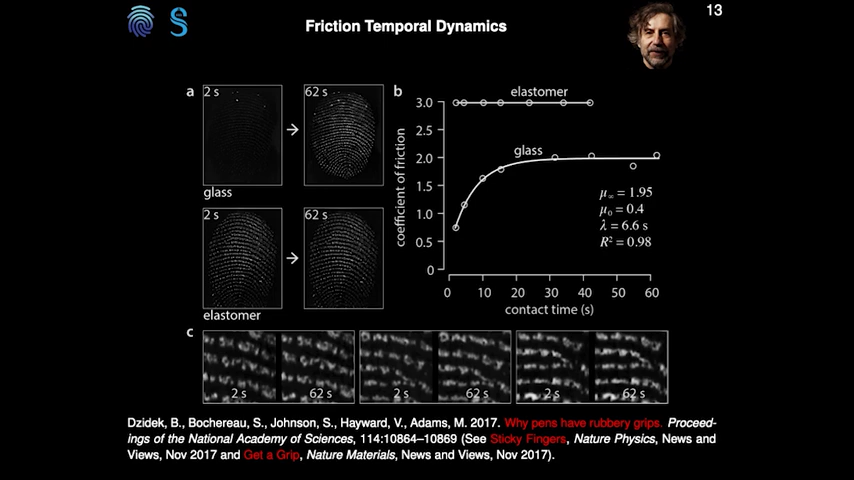 13
Friction Temporal Dynamics
a
2 s
62 s
glass
2 s
62 s
elastomer
b
elastomer
glass
coefficient of friction
3.0
2.5
2.0
1.5
1.0
0.5
0
μ∞ = 1.95
μ0 = 0.4
λ = 6.6 s
R² = 0.98
0 10 20 30 40 50 60
contact time (s)
c
2 s 62 s 2 s 62 s 2 s 62 s
Dzidek, B., Bochereau, S., Johnson, S., Hayward, V., Adams, M. 2017. Why pens have rubbery grips. Proceed-
ings of the National Academy of Sciences, 114:10864–10869 (See Sticky Fingers, Nature Physics, News and
Views, Nov 2017 and Get a Grip, Nature Materials, News and Views, Nov 2017).